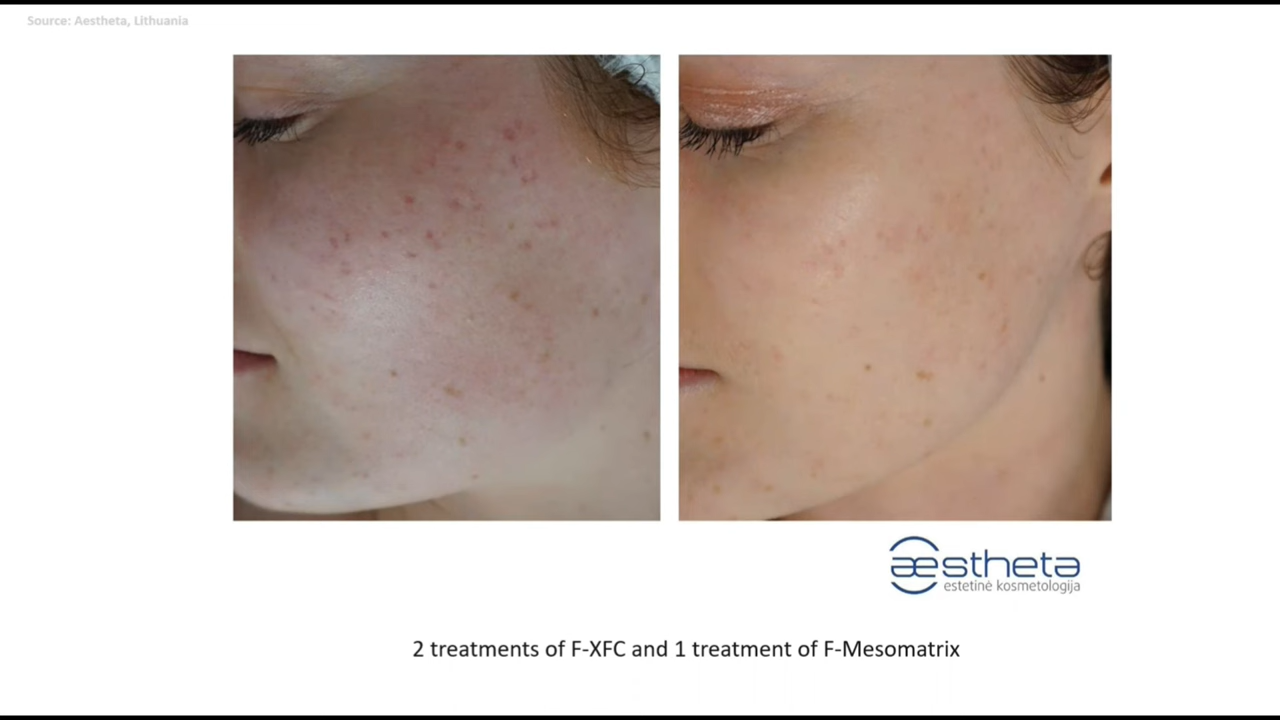 Source: Aestheta, Lithuania
æstheta
estetinė kosmetologija
2 treatments of F-XFC and 1 treatment of F-Mesomatrix